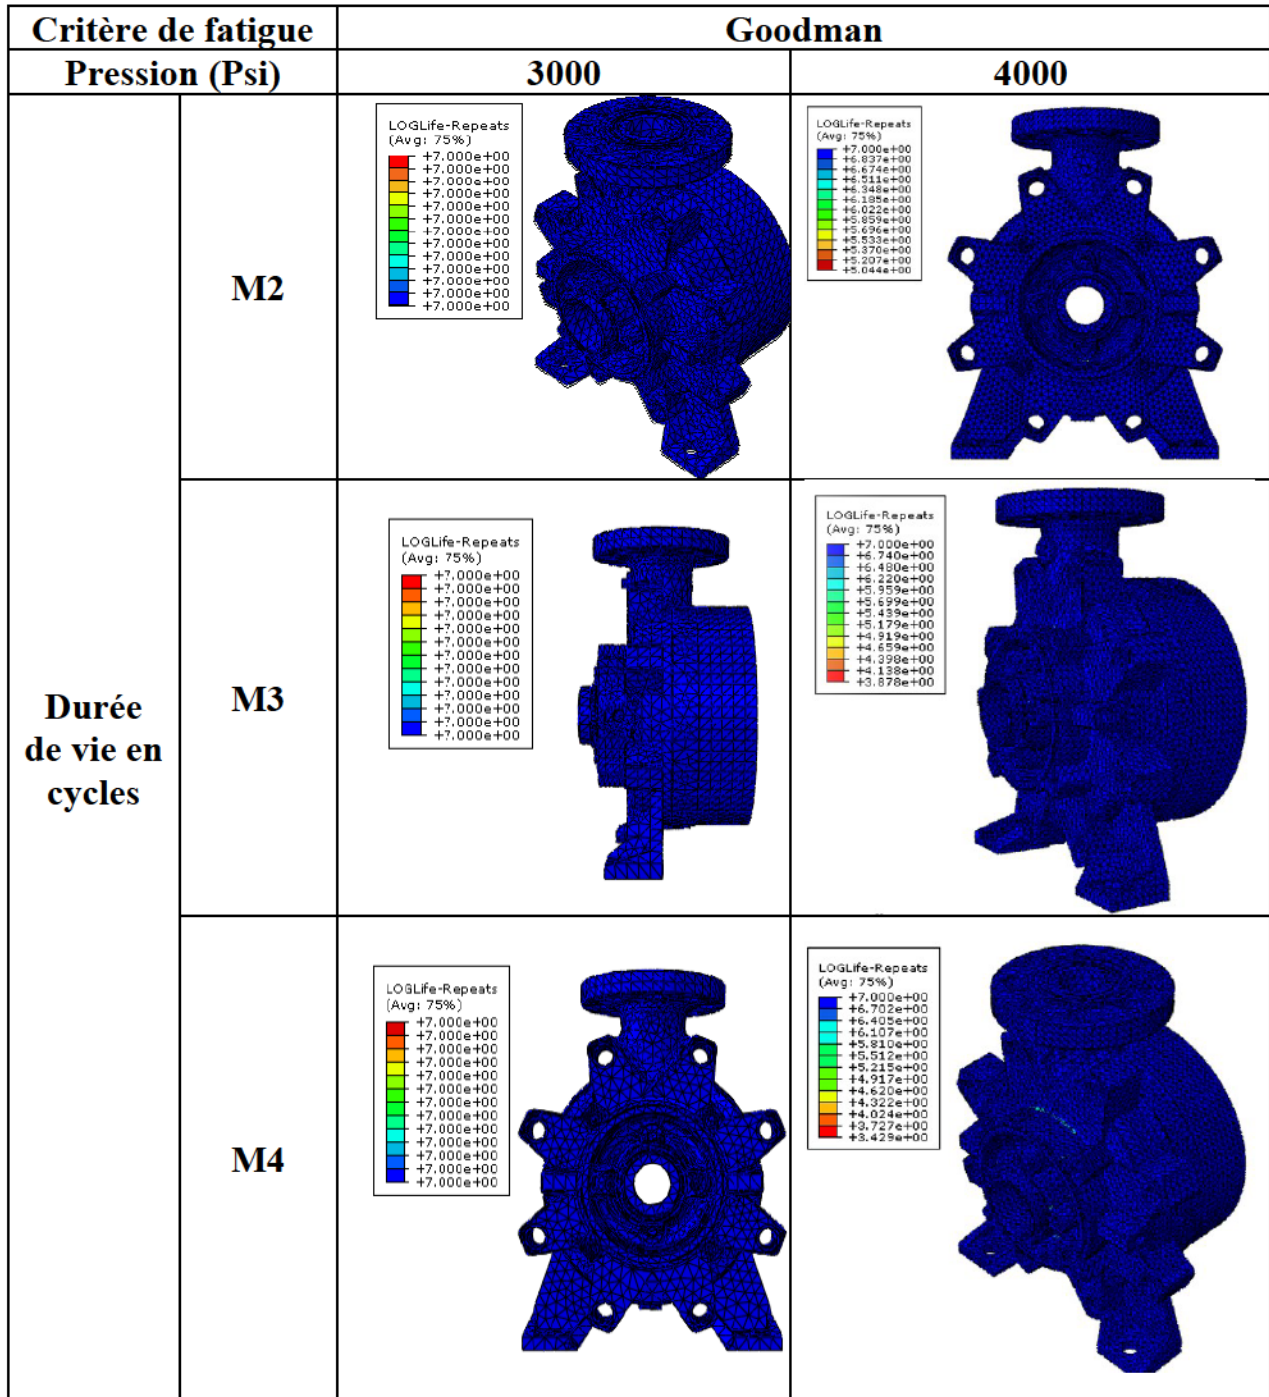 Critère de fatigue
Goodman
Pression (Psi)
3000
4000
Durée
de vie en
cycles
M2
LOGLife-Repeats
(Avg: 75%)
+7.000e+00
+7.000e+00
+7.000e+00
+7.000e+00
+7.000e+00
+7.000e+00
+7.000e+00
+7.000e+00
+7.000e+00
+7.000e+00
+7.000e+00
+7.000e+00
+7.000e+00
LOGLife-Repeats
(Avg: 75%)
+7.000e+00
+6.837e+00
+6.674e+00
+6.511e+00
+6.348e+00
+6.185e+00
+6.022e+00
+5.859e+00
+5.696e+00
+5.533e+00
+5.370e+00
+5.207e+00
+5.044e+00
M3
LOGLife-Repeats
(Avg: 75%)
+7.000e+00
+7.000e+00
+7.000e+00
+7.000e+00
+7.000e+00
+7.000e+00
+7.000e+00
+7.000e+00
+7.000e+00
+7.000e+00
+7.000e+00
+7.000e+00
+7.000e+00
LOGLife-Repeats
(Avg: 75%)
+7.000e+00
+6.740e+00
+6.480e+00
+6.220e+00
+5.959e+00
+5.699e+00
+5.439e+00
+5.179e+00
+4.919e+00
+4.659e+00
+4.398e+00
+4.138e+00
+3.878e+00
M4
LOGLife-Repeats
(Avg: 75%)
+7.000e+00
+7.000e+00
+7.000e+00
+7.000e+00
+7.000e+00
+7.000e+00
+7.000e+00
+7.000e+00
+7.000e+00
+7.000e+00
+7.000e+00
+7.000e+00
+7.000e+00
LOGLife-Repeats
(Avg: 75%)
+7.000e+00
+6.702e+00
+6.405e+00
+6.107e+00
+5.810e+00
+5.512e+00
+5.215e+00
+4.917e+00
+4.620e+00
+4.322e+00
+4.024e+00
+3.727e+00
+3.429e+00